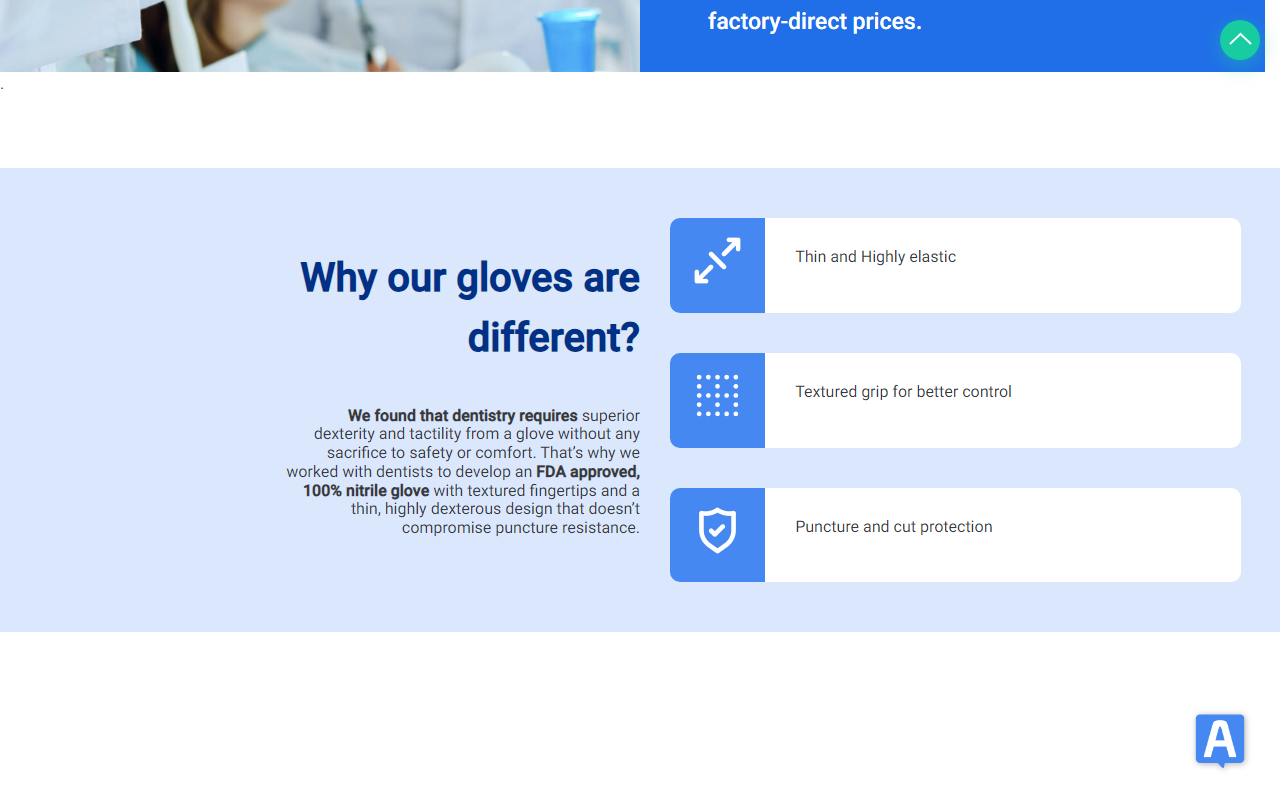 factory-direct prices.
.
Why our gloves are
different?
We found that dentistry requires superior
dexterity and tactility from a glove without any
sacrifice to safety or comfort. That’s why we
worked with dentists to develop an FDA approved,
100% nitrile glove with textured fingertips and a
thin, highly dexterous design that doesn’t
compromise puncture resistance.
Thin and Highly elastic
Textured grip for better control
Puncture and cut protection
A